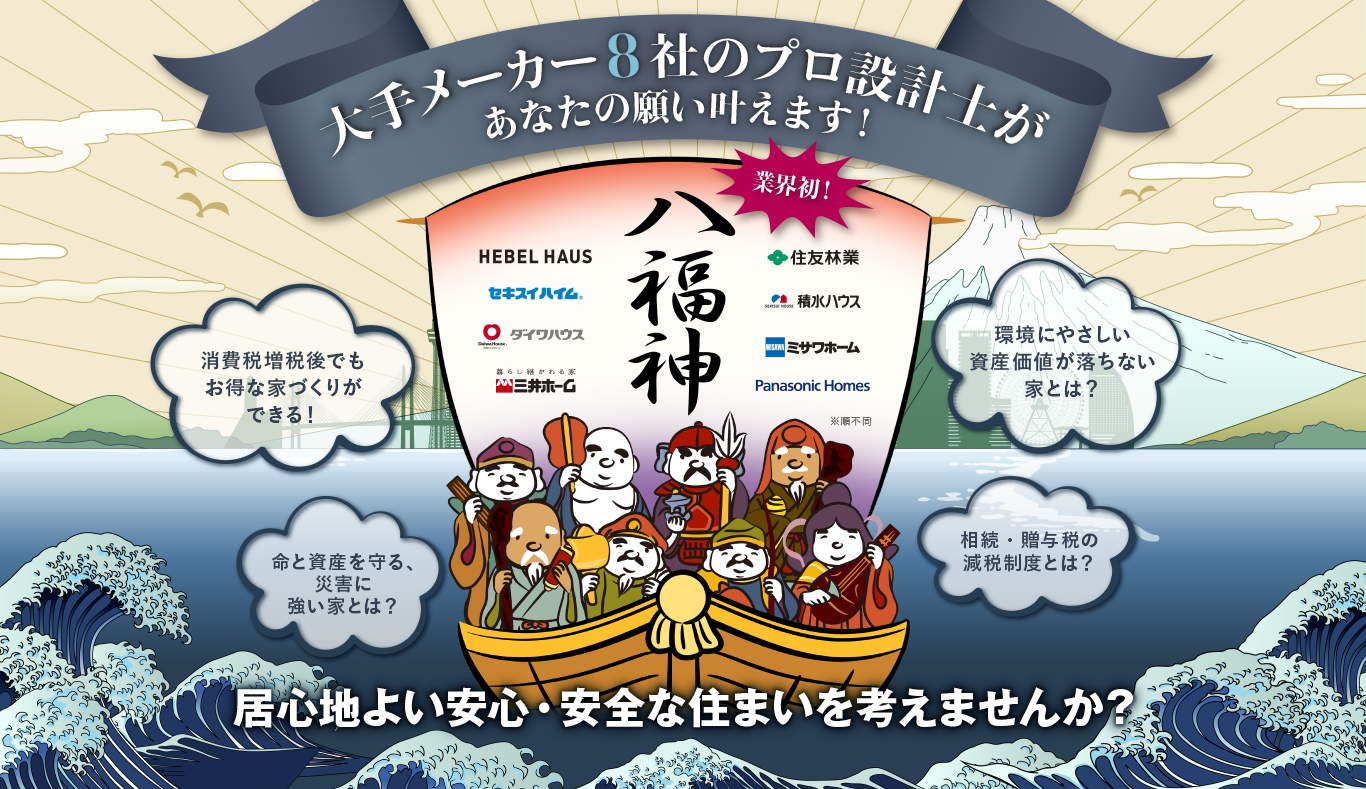 大手メーカー8社のプロ設計士が
あなたの願い叶えます!
業界初!
八福神
HEBEL HAUS
セキスイハイム®
DaiwaHouse®
ダイワハウス
暮らし継がれる家
三井ホーム
住友林業
SEKISUI HOUSE
積水ハウス
MISAWA
ミサワホーム
Panasonic Homes
※順不同
消費税増税後でも
お得な家づくりが
できる!
環境にやさしい
資産価値が落ちない
家とは?
命と資産を守る、
災害に
強い家とは?
相続・贈与税の
減税制度とは?
居心地よい安心・安全な住まいを考えませんか?